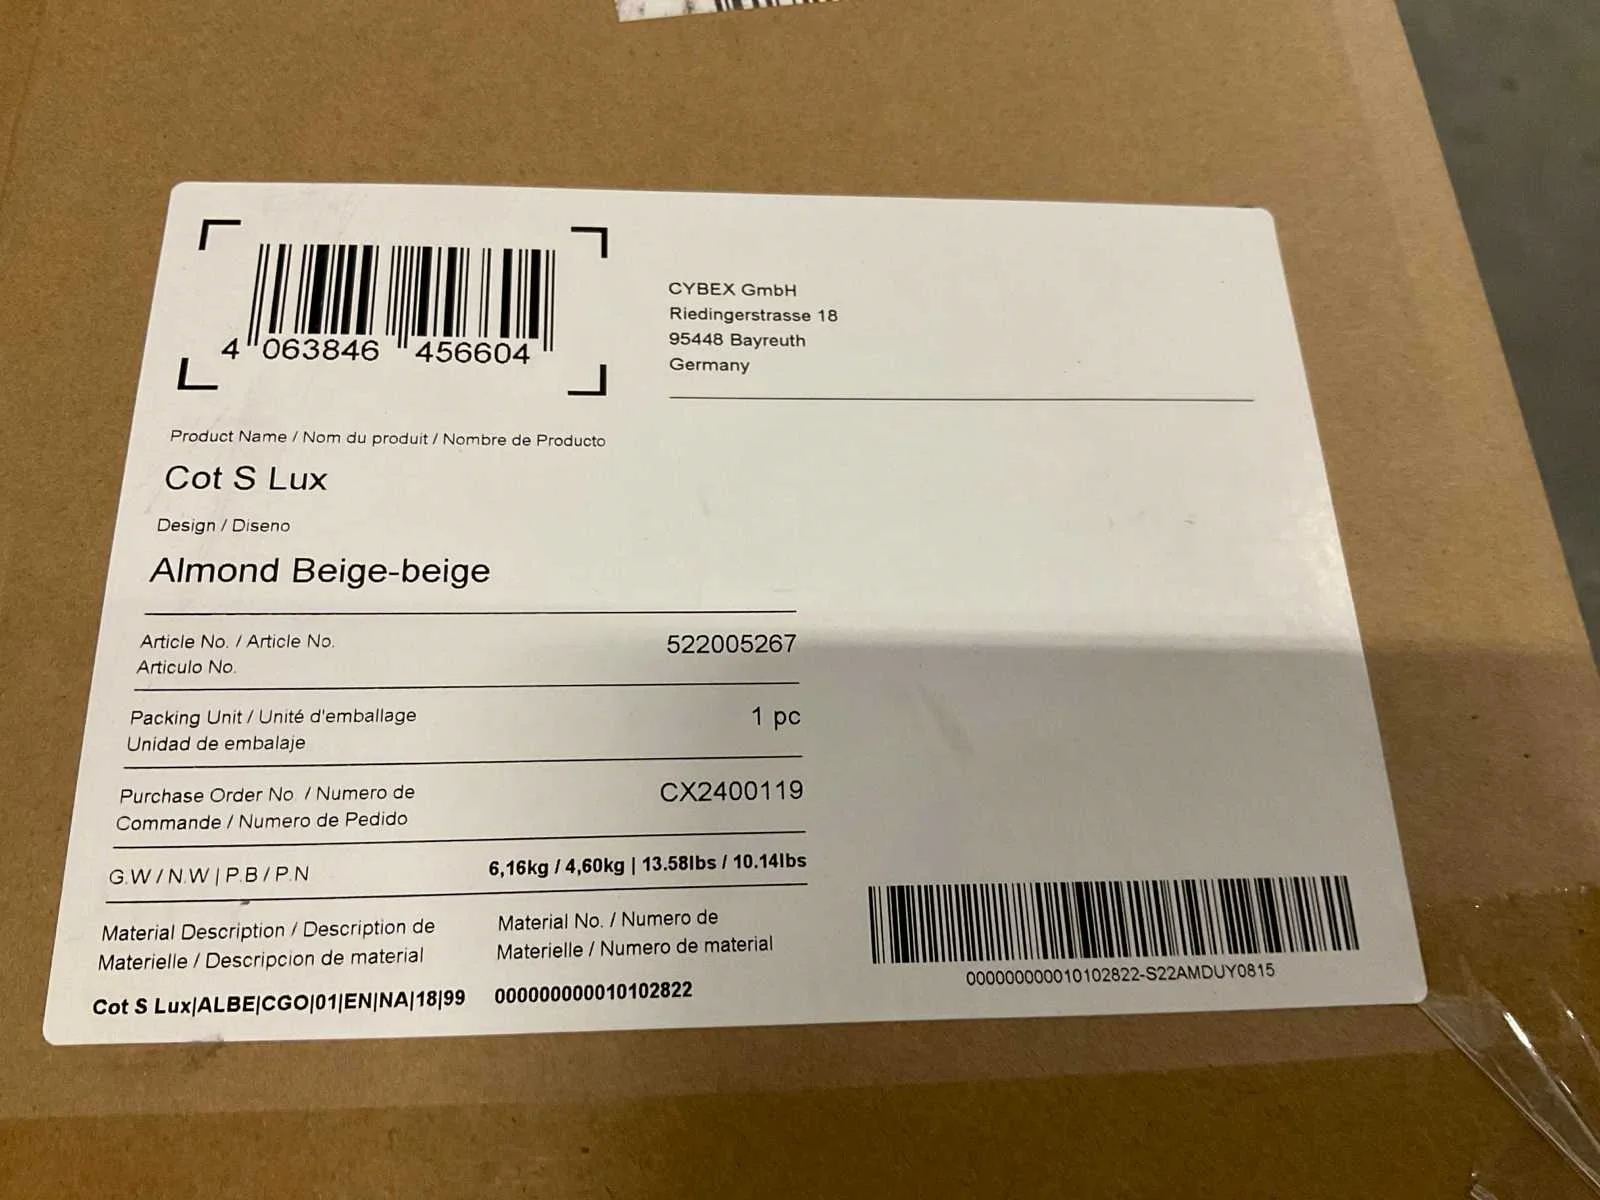 4 063846 456604
CYBEX GmbH
Riedingerstrasse 18
95448 Bayreuth
Germany
Product Name / Nom du produit / Nombre de Producto
Cot S Lux
Design / Diseno
Almond Beige-beige
Article No. / Article No.
Articulo No.
522005267
Packing Unit / Unité d'emballage
Unidad de embalaje
1 pc
Purchase Order No / Numero de
Commande / Numero de Pedido
CX2400119
G.W / N.W | P.B / P.N
6,16kg / 4,60kg | 13.58lbs / 10.14lbs
Material Description / Description de
Materielle / Descripcion de material
Cot S Lux|ALBE|CGO|01|EN|NA|18|99
Material No. / Numero de
Materielle / Numero de material
000000000010102822
000000000010102822-S22AMDUY0815